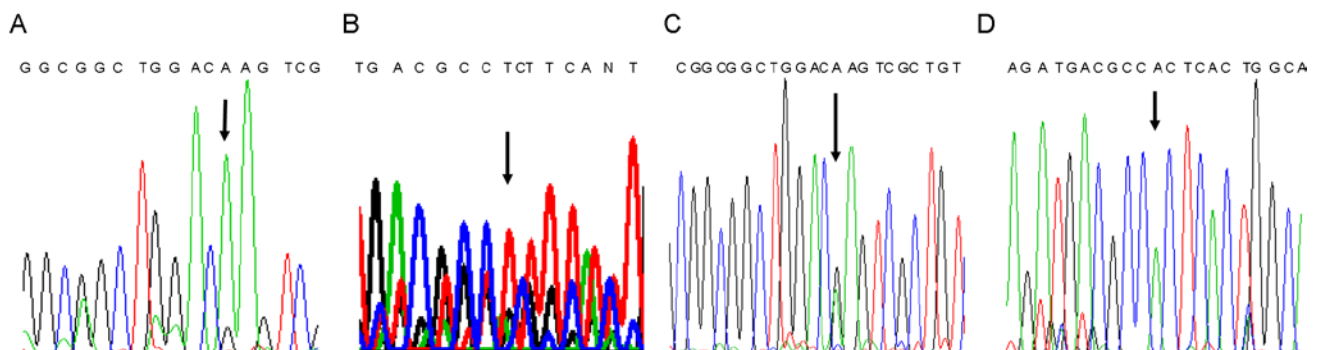 A
G G C G G C T G G A C A A G T C G
B
T G A C G C C T C T T C A N T
C
C G G C G G C T G G A C A A G T C G C T G T
D
A G A T G A C G C C A C T C A C T G G C A